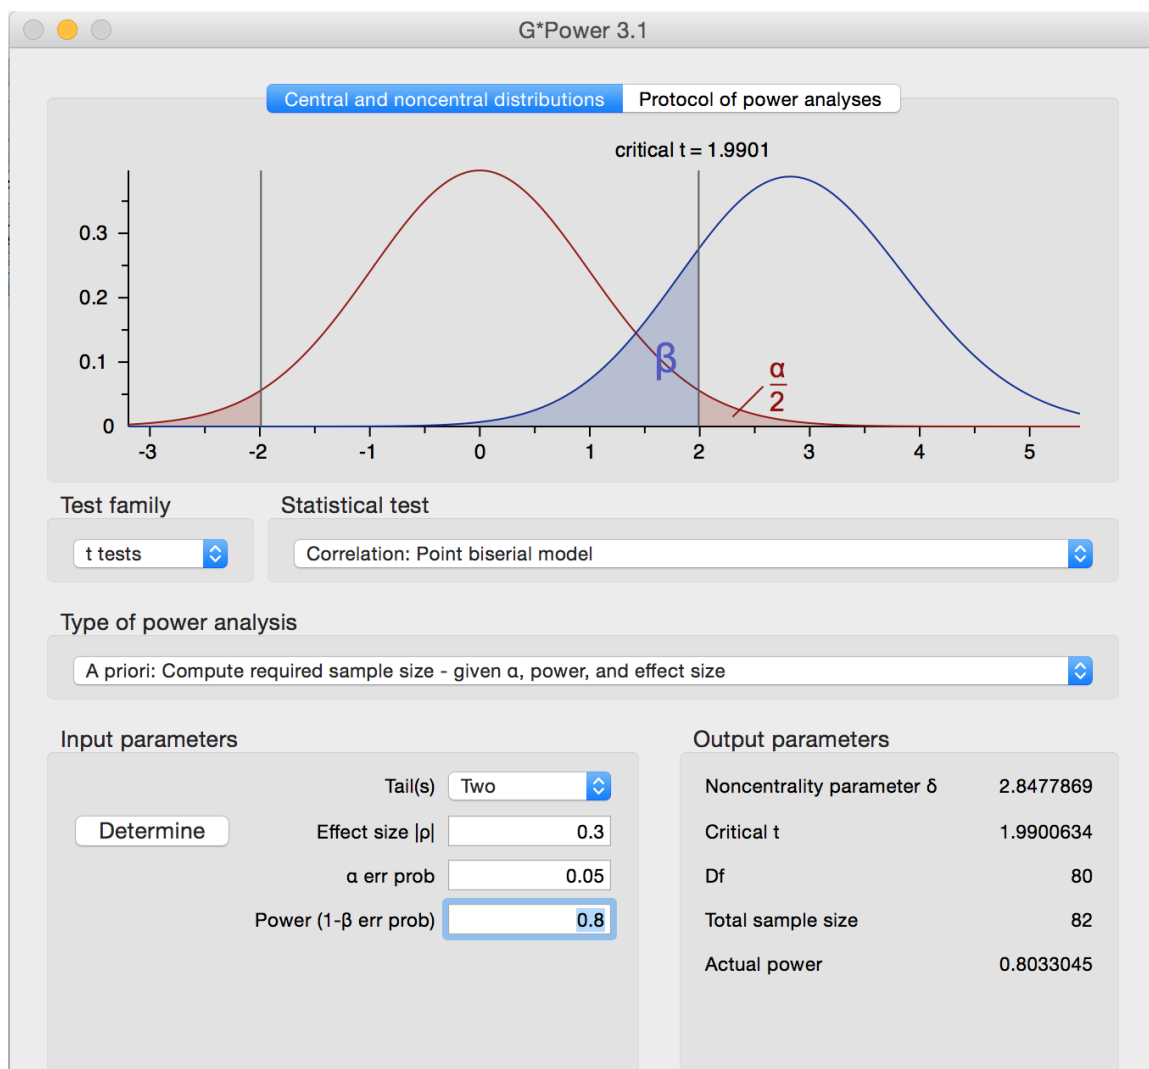 G*Power 3.1
Central and noncentral distributions Protocol of power analyses
critical t = 1.9901
0.3
0.2
0.1
0
β
α
2
-3 -2 -1 0 1 2 3 4 5
Test family Statistical test
t tests Correlation: Point biserial model
Type of power analysis
A priori: Compute required sample size - given α, power, and effect size
Input parameters Output parameters
Tail(s) Two Noncentrality parameter δ 2.8477869
Determine Effect size |ρ| 0.3 Critical t 1.9900634
α err prob 0.05 Df 80
Power (1-β err prob) 0.8 Total sample size 82
Actual power 0.8033045